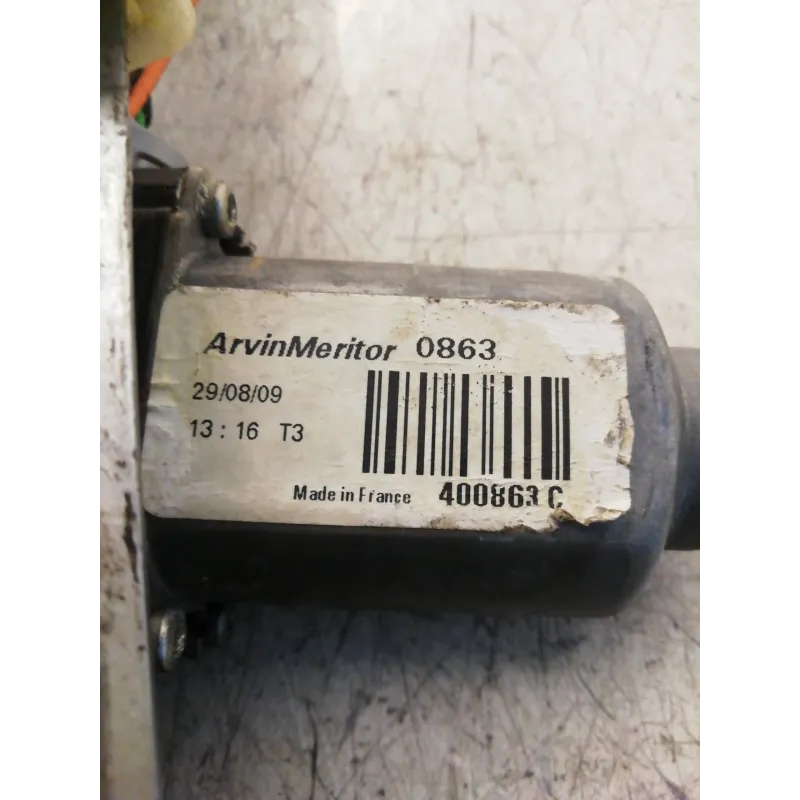 ArvinMeritor 0863
29/08/09
13 : 16 T3
Made in France 400863 C